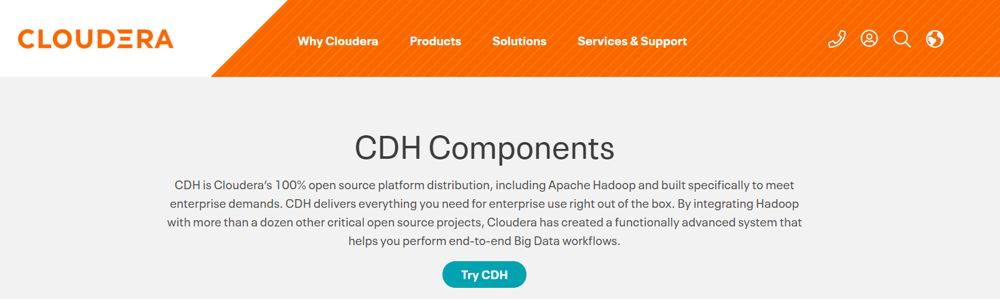 CLOUDERA
Why Cloudera Products Solutions Services & Support
CDH Components
CDH is Cloudera’s 100% open source platform distribution, including Apache Hadoop and built specifically to meet
enterprise demands. CDH delivers everything you need for enterprise use right out of the box. By integrating Hadoop
with more than a dozen other critical open source projects, Cloudera has created a functionally advanced system that
helps you perform end-to-end Big Data workflows.
Try CDH